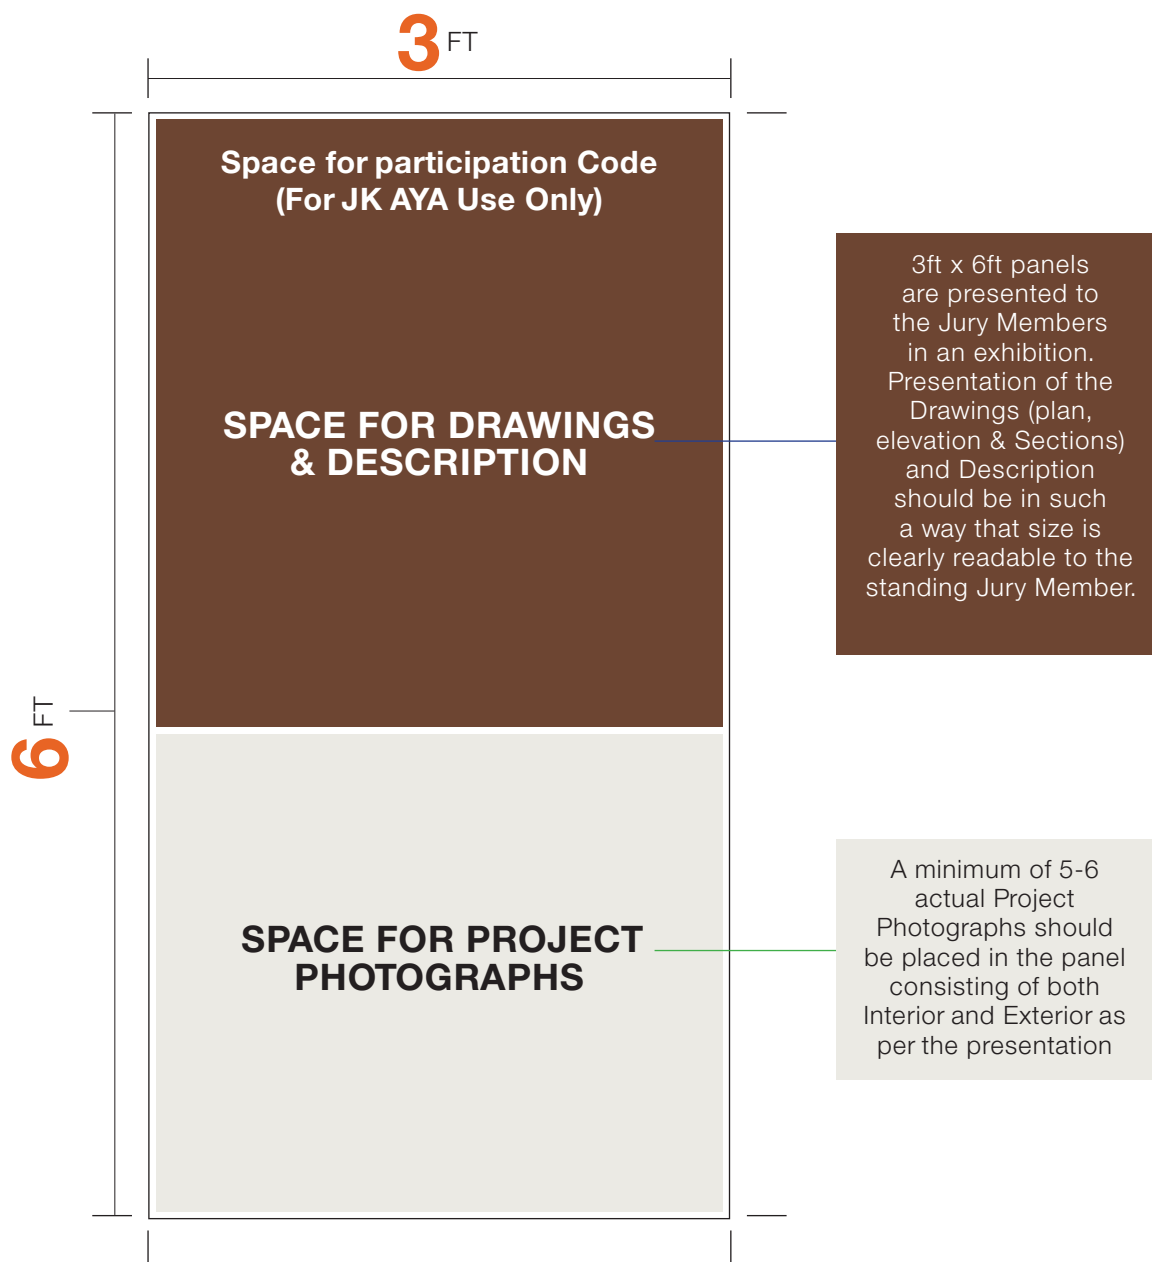 3 FT
Space for participation Code
(For JK AYA Use Only)
SPACE FOR DRAWINGS
& DESCRIPTION
3ft x 6ft panels
are presented to
the Jury Members
in an exhibition.
Presentation of the
Drawings (plan,
elevation & Sections)
and Description
should be in such
a way that size is
clearly readable to the
standing Jury Member.
6 FT
SPACE FOR PROJECT
PHOTOGRAPHS
A minimum of 5-6
actual Project
Photographs should
be placed in the panel
consisting of both
Interior and Exterior as
per the presentation